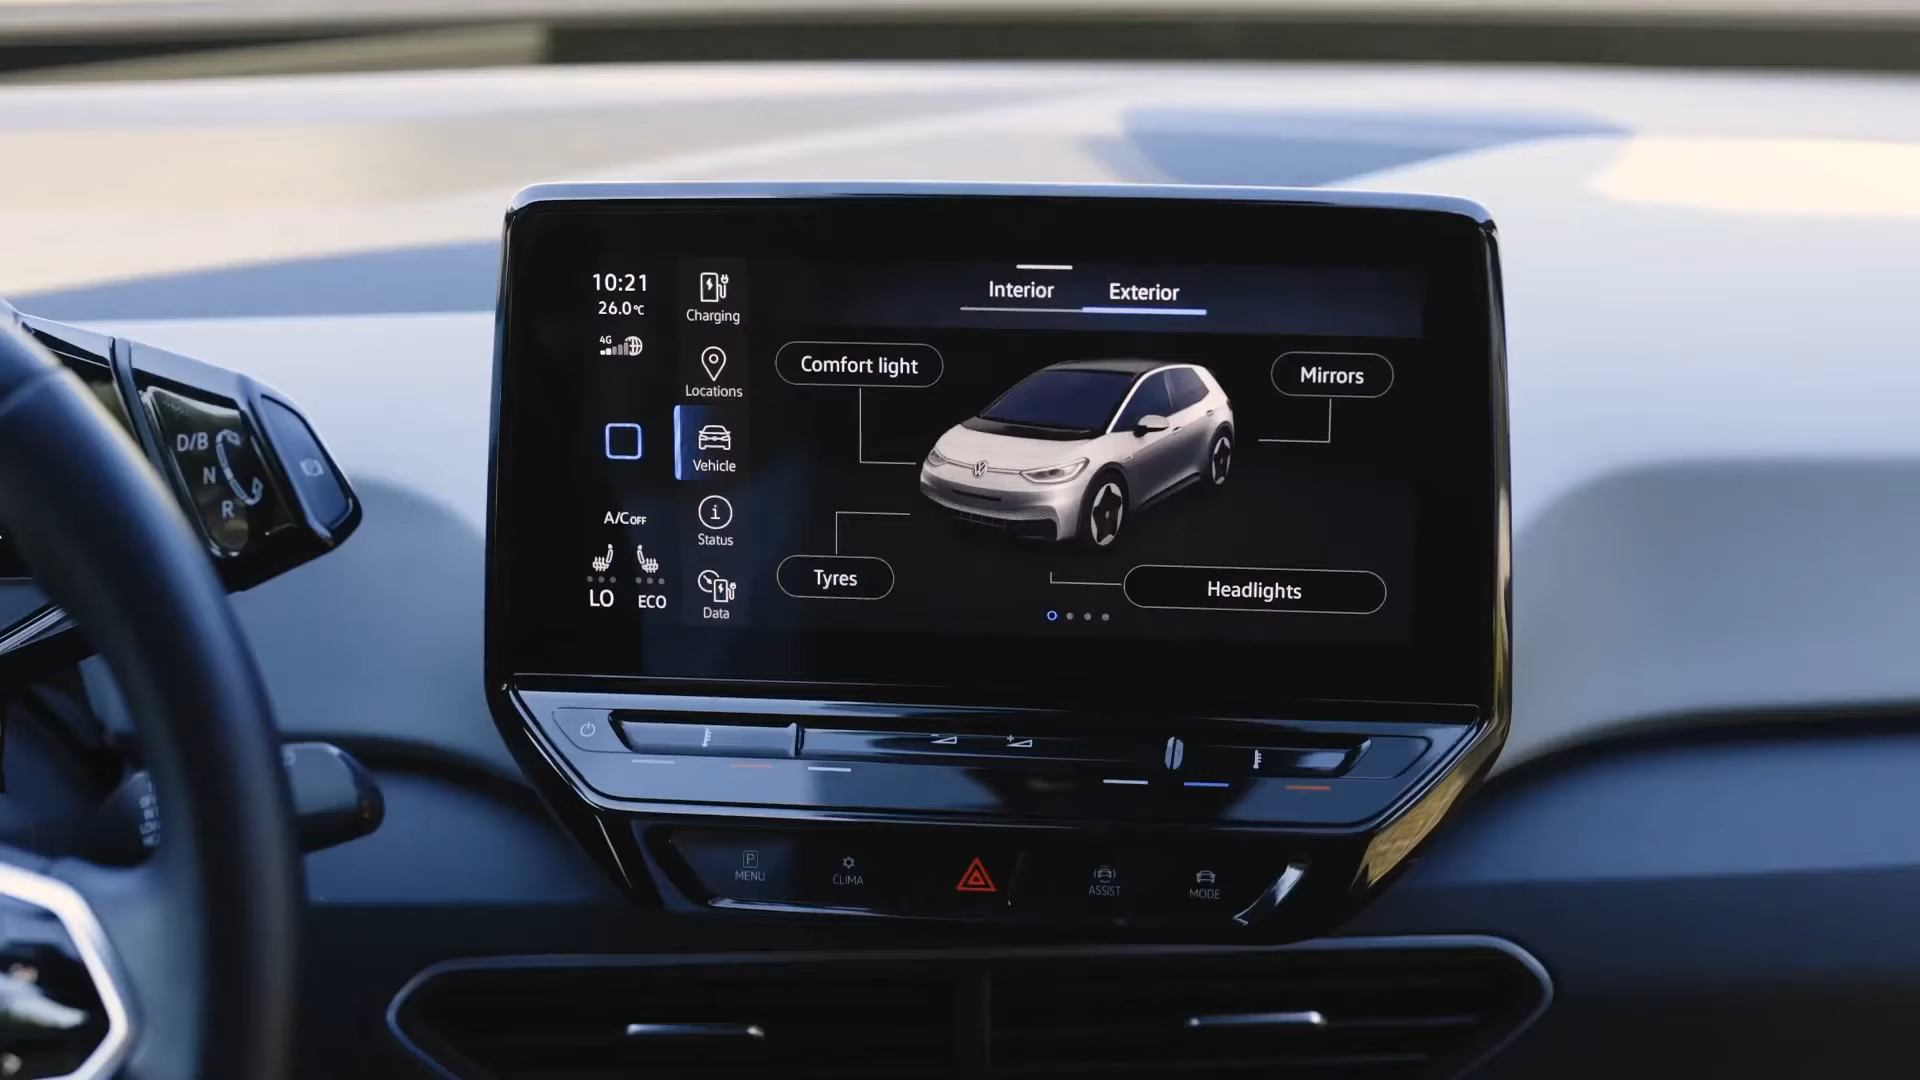 10:21
26.0°C
4G
A/C OFF
LO
ECO
Charging
Locations
Vehicle
Status
Data
Interior
Exterior
Comfort light
Mirrors
Tyres
Headlights
D/B
N
R
P
MENU
CLIMA
ASSIST
MODE